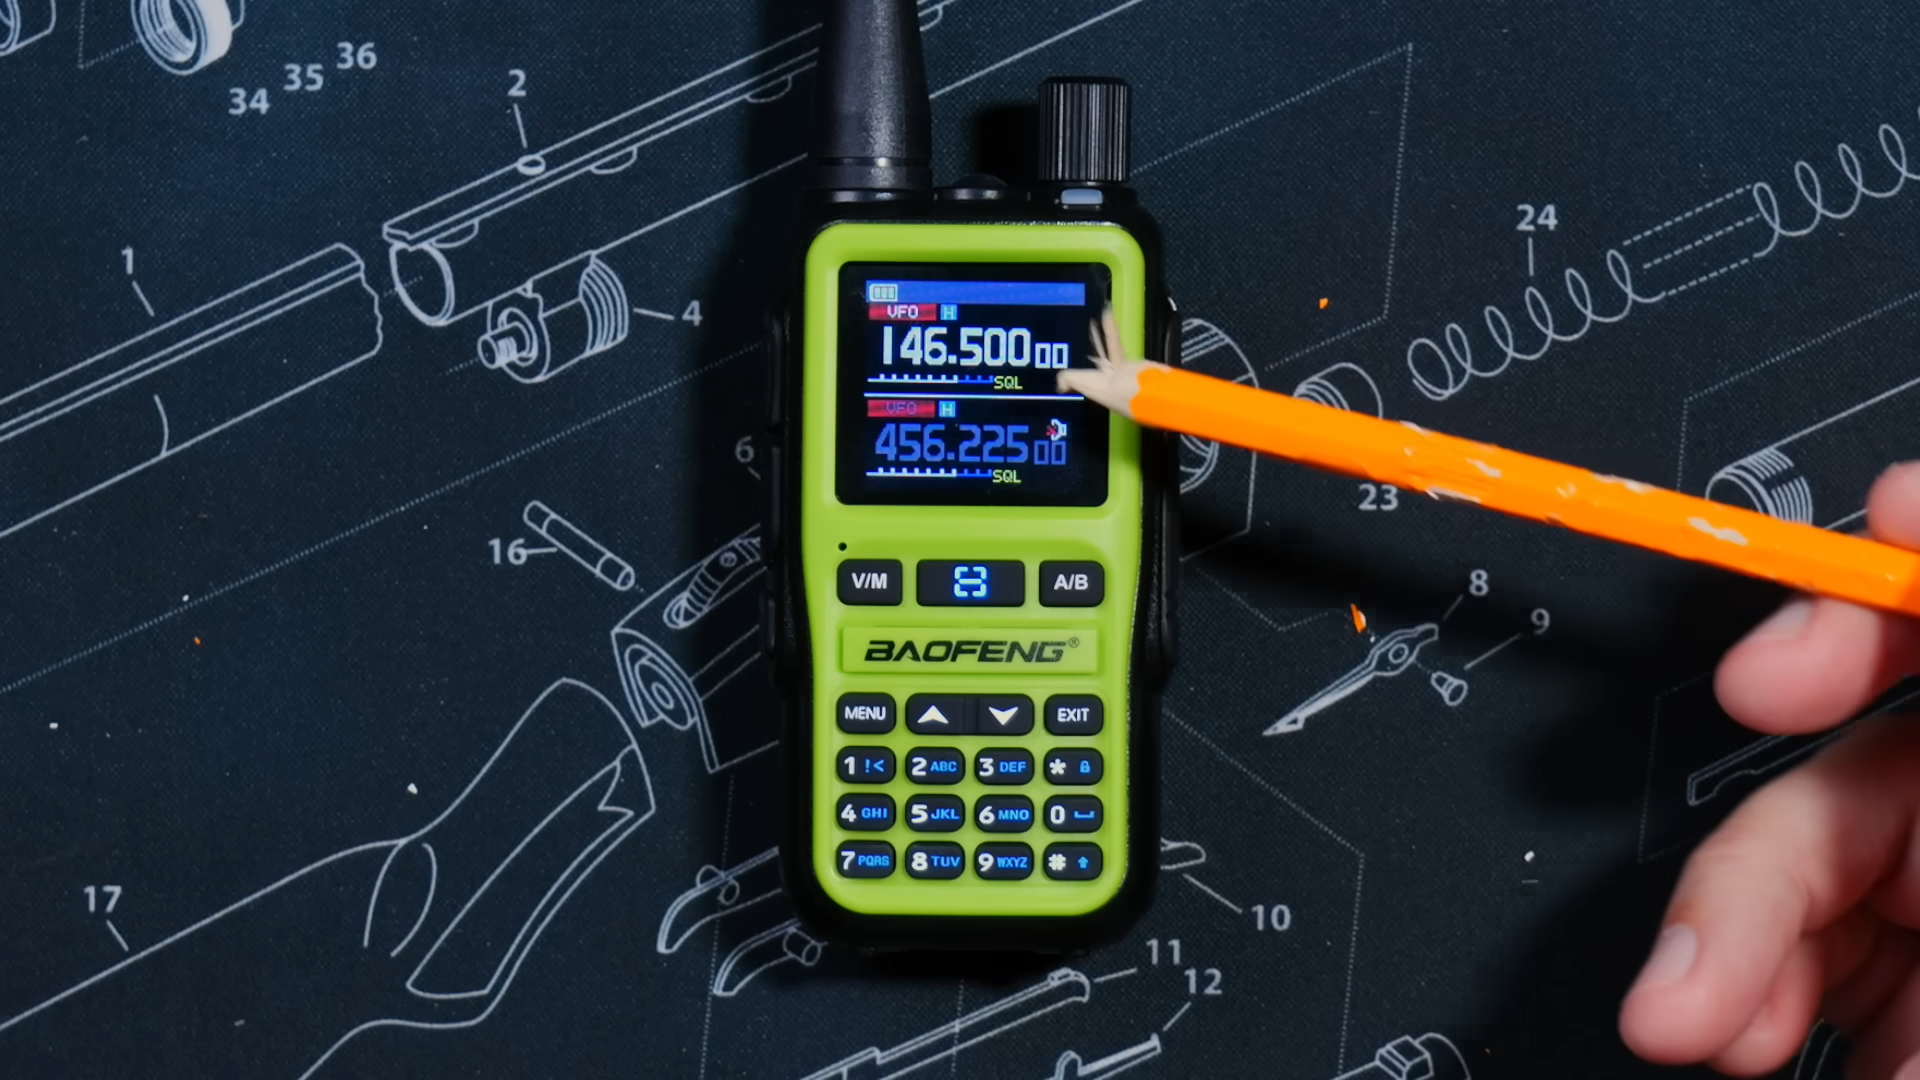 36
35
34
2
1
24
4
VFO H
146.50000
SQL
VFO H
456.22500
SQL
6
23
16
V/M A/B
8
9
BAOFENG®
MENU EXIT
1 !< 2 ABC 3 DEF *
4 GHI 5 JKL 6 MNO 0
7 PQRS 8 TUV 9 WXYZ #
17
10
11
12